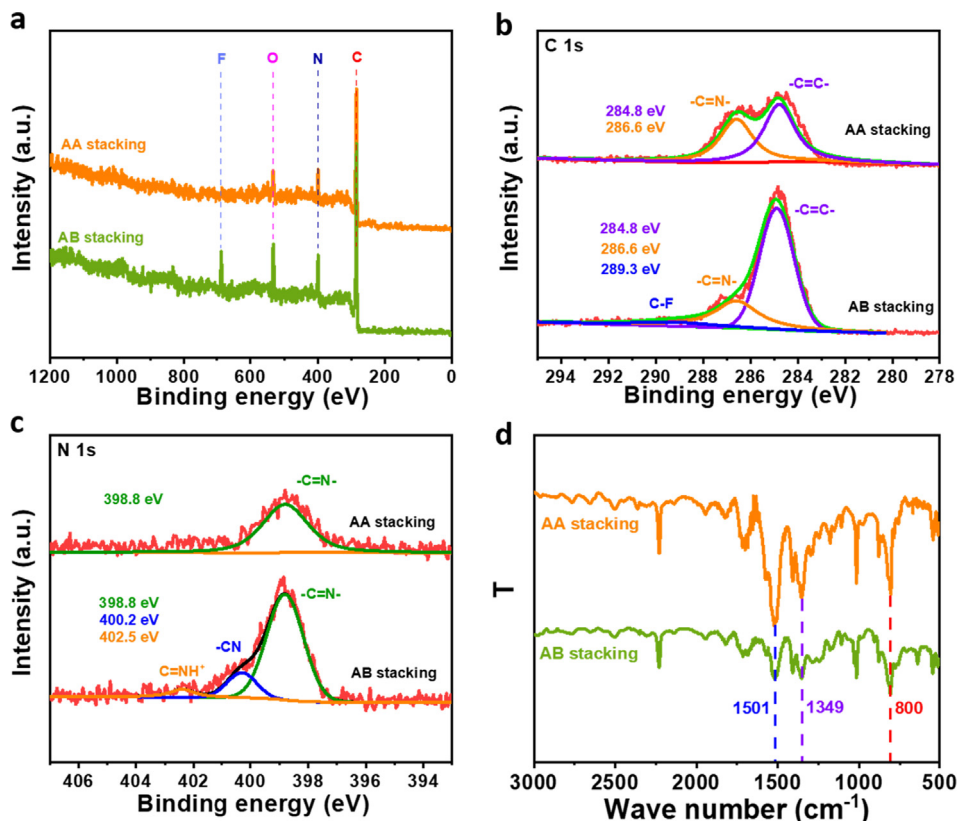 a
F
O
N
C
AA stacking
AB stacking
Intensity (a.u.)
1200
1000
800
600
400
200
0
Binding energy (eV)
b
C 1s
-C=C-
-C=N-
284.8 eV
286.6 eV
AA stacking
-C=C-
284.8 eV
286.6 eV
289.3 eV
-C=N-
C-F
AB stacking
Intensity (a.u.)
294
292
290
288
286
284
282
280
278
Binding energy (eV)
c
N 1s
-C=N-
398.8 eV
AA stacking
-C=N-
398.8 eV
400.2 eV
402.5 eV
-CN
C=NH⁺
AB stacking
Intensity (a.u.)
406
404
402
400
398
396
394
Binding energy (eV)
d
AA stacking
AB stacking
T
1501
1349
800
3000
2500
2000
1500
1000
500
Wave number (cm⁻¹)